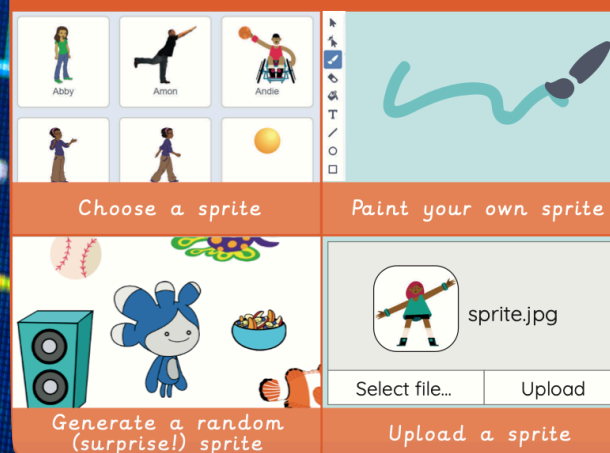 Abby
Amon
Andie
T
Choose a sprite
Paint your own sprite
sprite.jpg
Select file...
Upload
Generate a random
(surprise!) sprite
Upload a sprite